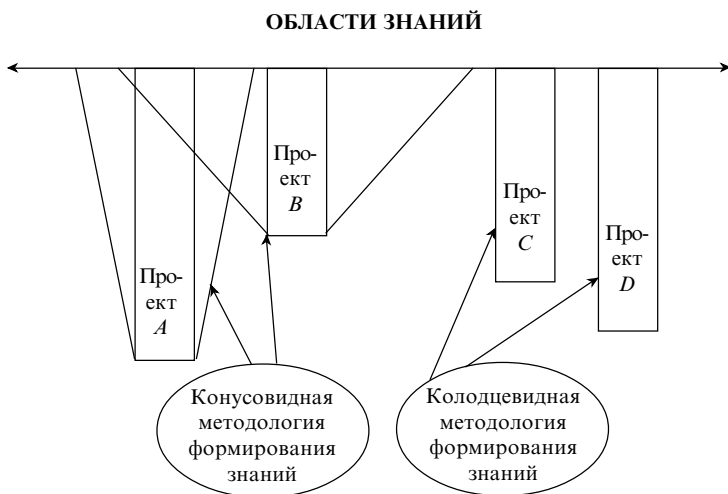 ОБЛАСТИ ЗНАНИЙ
Про-
ект
A
Про-
ект
B
Про-
ект
C
Про-
ект
D
Конусовидная
методология
формирования
знаний
Колодцевидная
методология
формирования
знаний